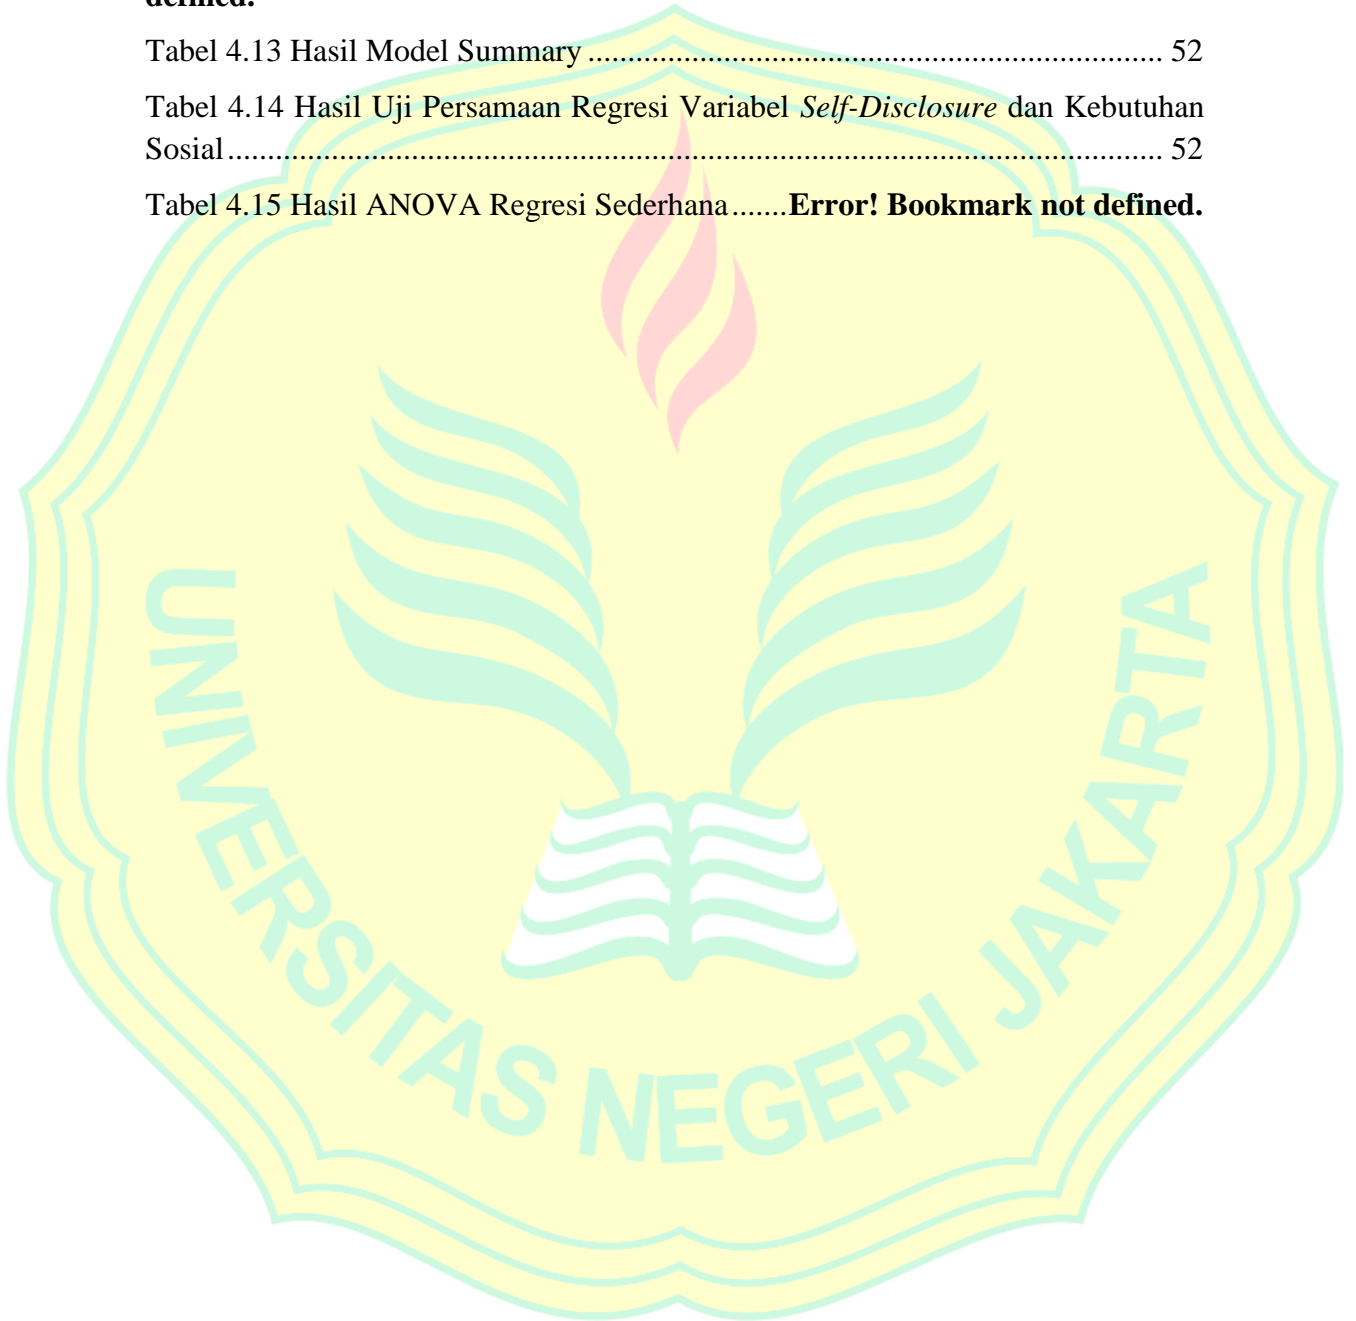 defined.
Tabel 4.13 Hasil Model Summary ........................................................................ 52
Tabel 4.14 Hasil Uji Persamaan Regresi Variabel Self-Disclosure dan Kebutuhan
Sosial ..................................................................................................................... 52
Tabel 4.15 Hasil ANOVA Regresi Sederhana .......Error! Bookmark not defined.
UNIVERSITAS NEGERI JAKARTA